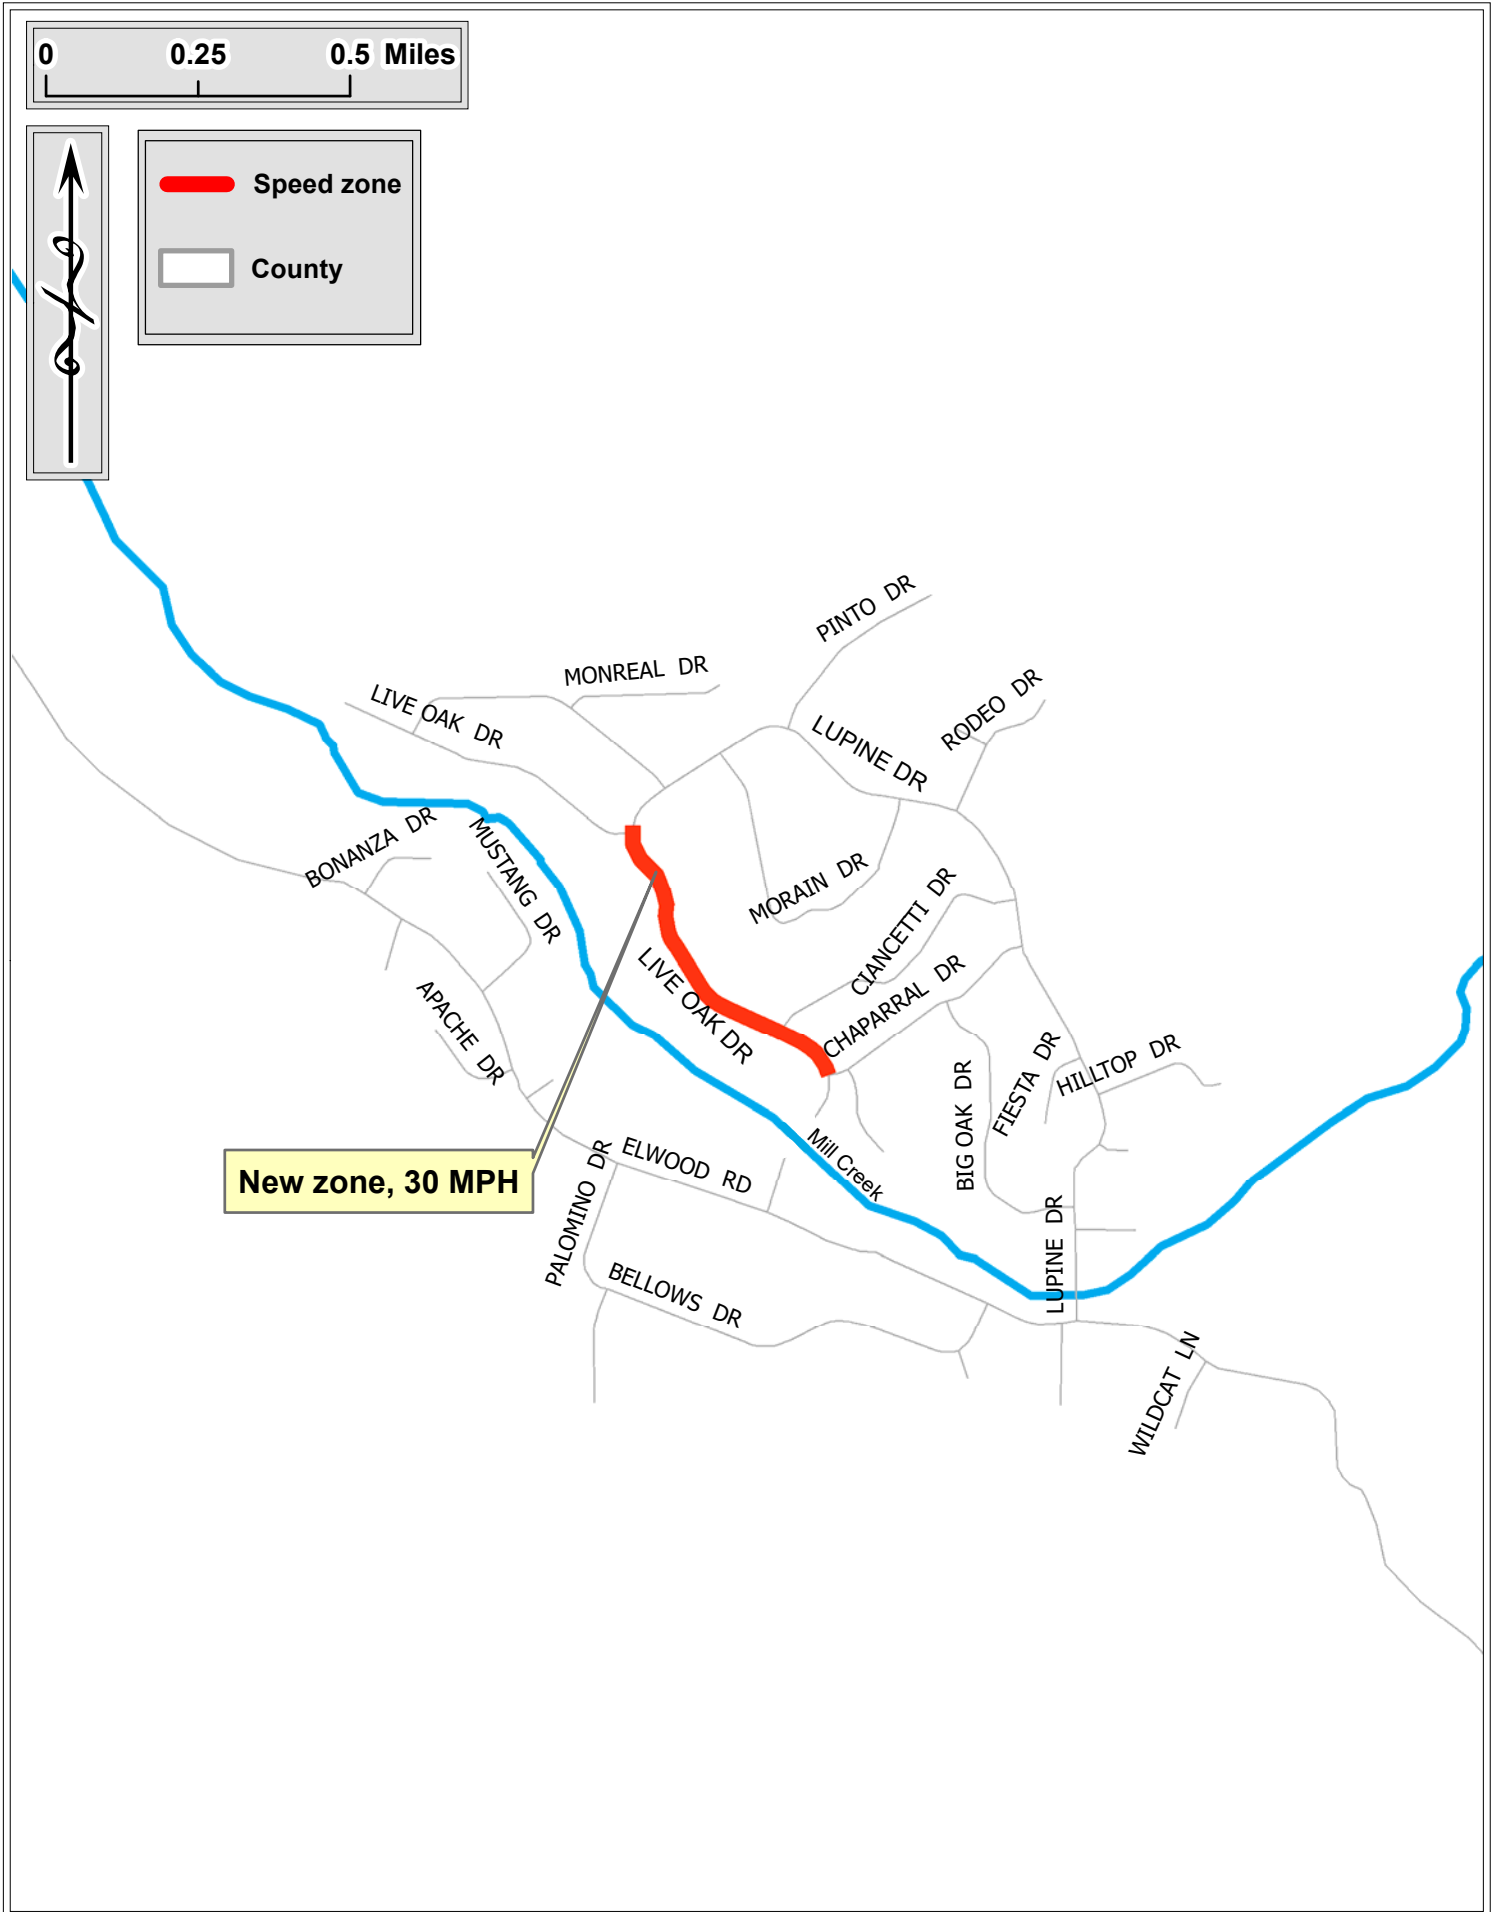 0 0.25 0.5 Miles
Speed zone
County
PINTO DR
MONREAL DR
LIVE OAK DR
RODEO DR
LUPINE DR
BONANZA DR
MUSTANG DR
MORAIN DR
CIANCETTI DR
LIVE OAK DR
CHAPARRAL DR
APACHE DR
FIESTA DR
HILLTOP DR
BIG OAK DR
Mill Creek
ELWOOD RD
New zone, 30 MPH
PALOMINO DR
LUPINE DR
BELLOWS DR
WILDCAT LN